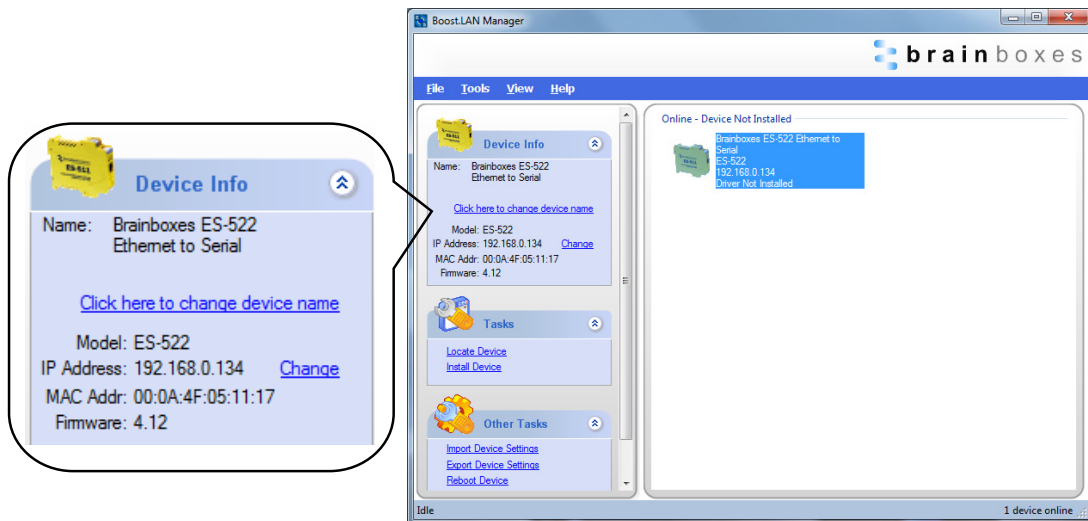 Device Info
Name: Brainboxes ES-522
Ethernet to Serial
Click here to change device name
Model: ES-522
IP Address: 192.168.0.134 Change
MAC Addr: 00:0A:4F:05:11:17
Firmware: 4.12
Boost.LAN Manager
brainboxes
File Tools View Help
Device Info
Name: Brainboxes ES-522
Ethernet to Serial
Click here to change device name
Model: ES-522
IP Address: 192.168.0.134 Change
MAC Addr: 00:0A:4F:05:11:17
Firmware: 4.12
Tasks
Locate Device
Install Device
Other Tasks
Import Device Settings
Export Device Settings
Reboot Device
Online - Device Not Installed
Brainboxes ES-522 Ethernet to
Serial
ES-522
192.168.0.134
Driver Not Installed
Idle
1 device online